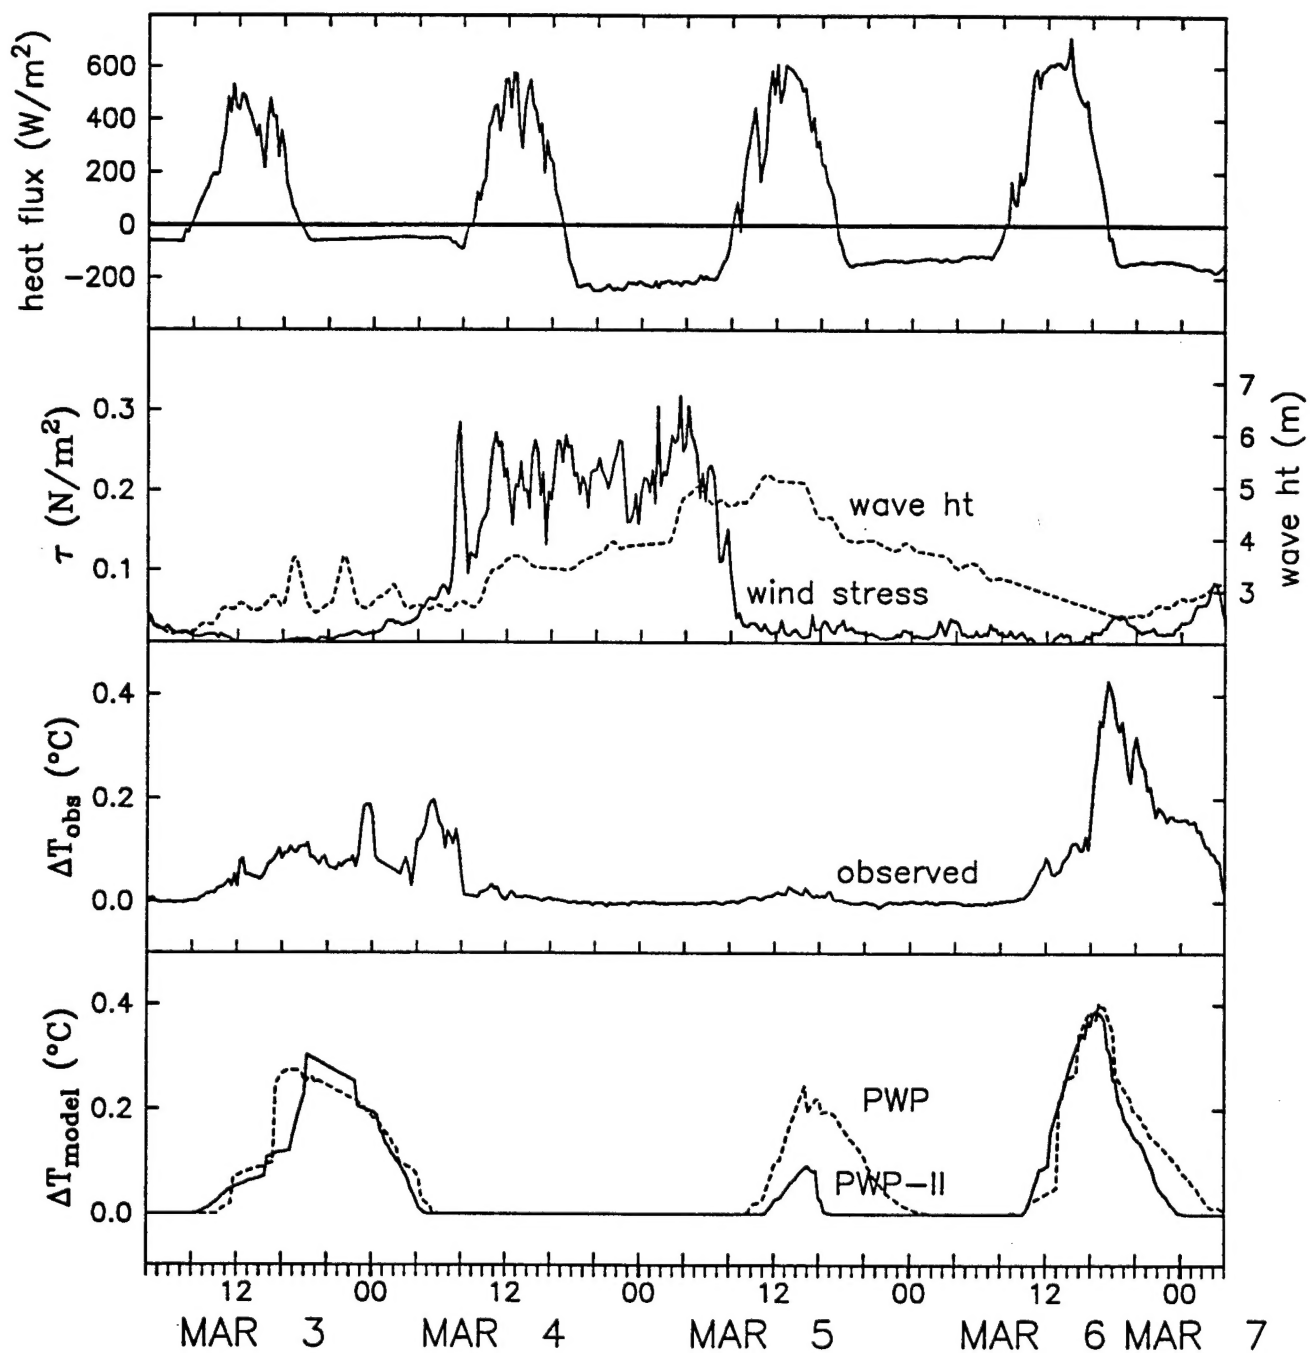 heat flux (W/m²)
600
400
200
0
−200
τ (N/m²)
0.3
0.2
0.1
wave ht (m)
7
6
5
4
3
wave ht
wind stress
ΔTobs (°C)
0.4
0.2
0.0
observed
ΔTmodel (°C)
0.4
0.2
0.0
PWP
PWP−II
12 00 12 00 12 00 12 00
MAR 3 MAR 4 MAR 5 MAR 6 MAR 7